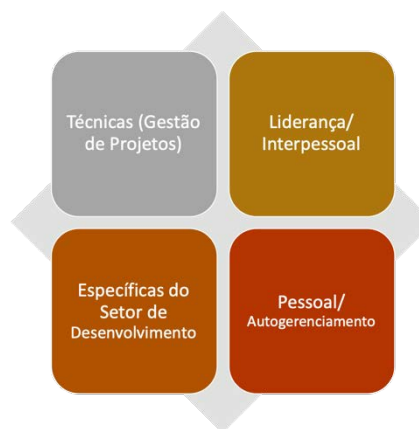 Técnicas (Gestão
de Projetos)
Liderança/
Interpessoal
Específicas do
Setor de
Desenvolvimento
Pessoal/
Autogerenciamento